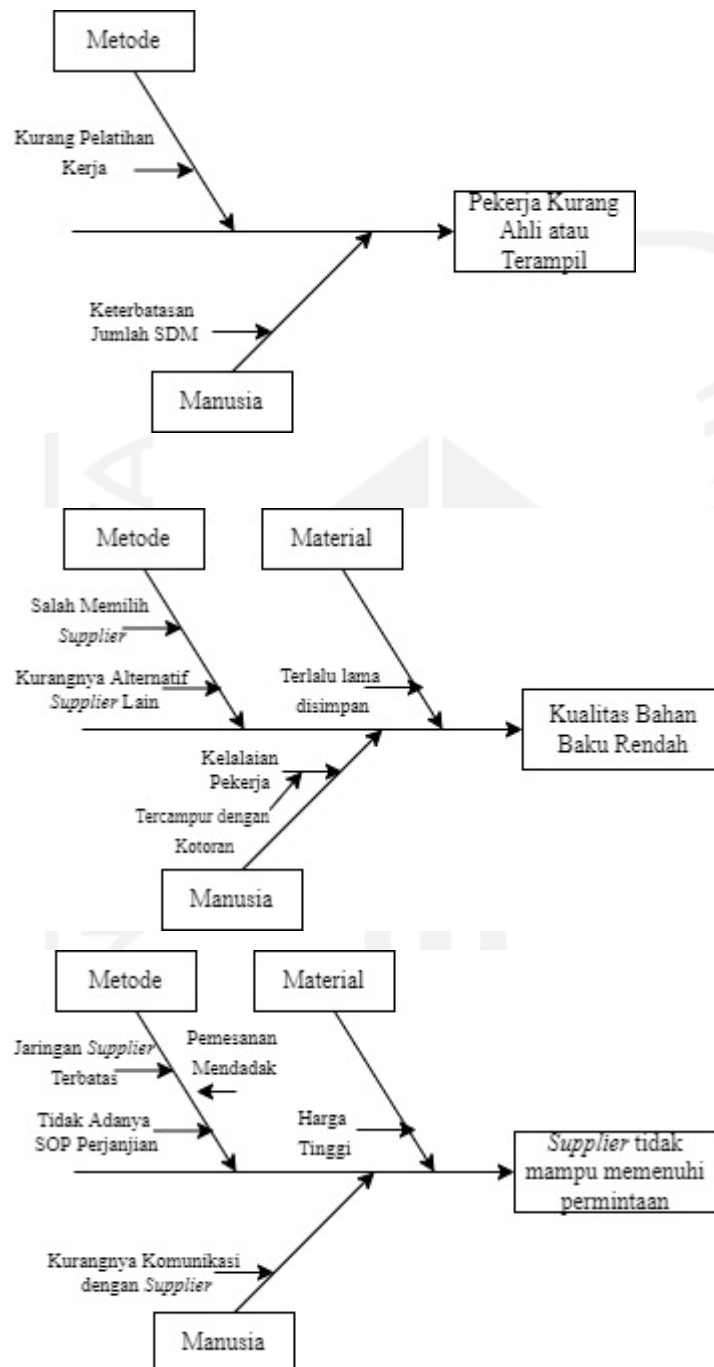 Metode
Kurang Pelatihan
Kerja
Pekerja Kurang
Ahli atau
Terampil
Keterbatasan
Jumlah SDM
Manusia
Metode
Material
Salah Memilih
Supplier
Kurangnya Alternatif
Supplier Lain
Terlalu lama
disimpan
Kualitas Bahan
Baku Rendah
Kelalaian
Pekerja
Tercampur dengan
Kotoran
Manusia
Metode
Material
Jaringan Supplier
Terbatas
Pemesanan
Mendadak
Tidak Adanya
SOP Perjanjian
Harga
Tinggi
Supplier tidak
mampu memenuhi
permintaan
Kurangnya Komunikasi
dengan Supplier
Manusia